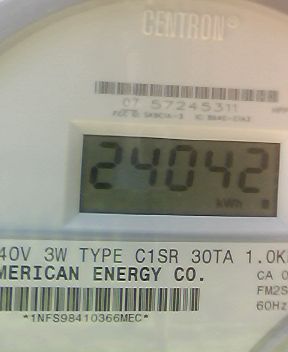 CENTRON®
07 57245311
24042
kWh
40V 3W TYPE C1SR 30TA 1.0K
MERICAN ENERGY CO.
CA 0
FM2S
60Hz
*1NFS98410366MEC*